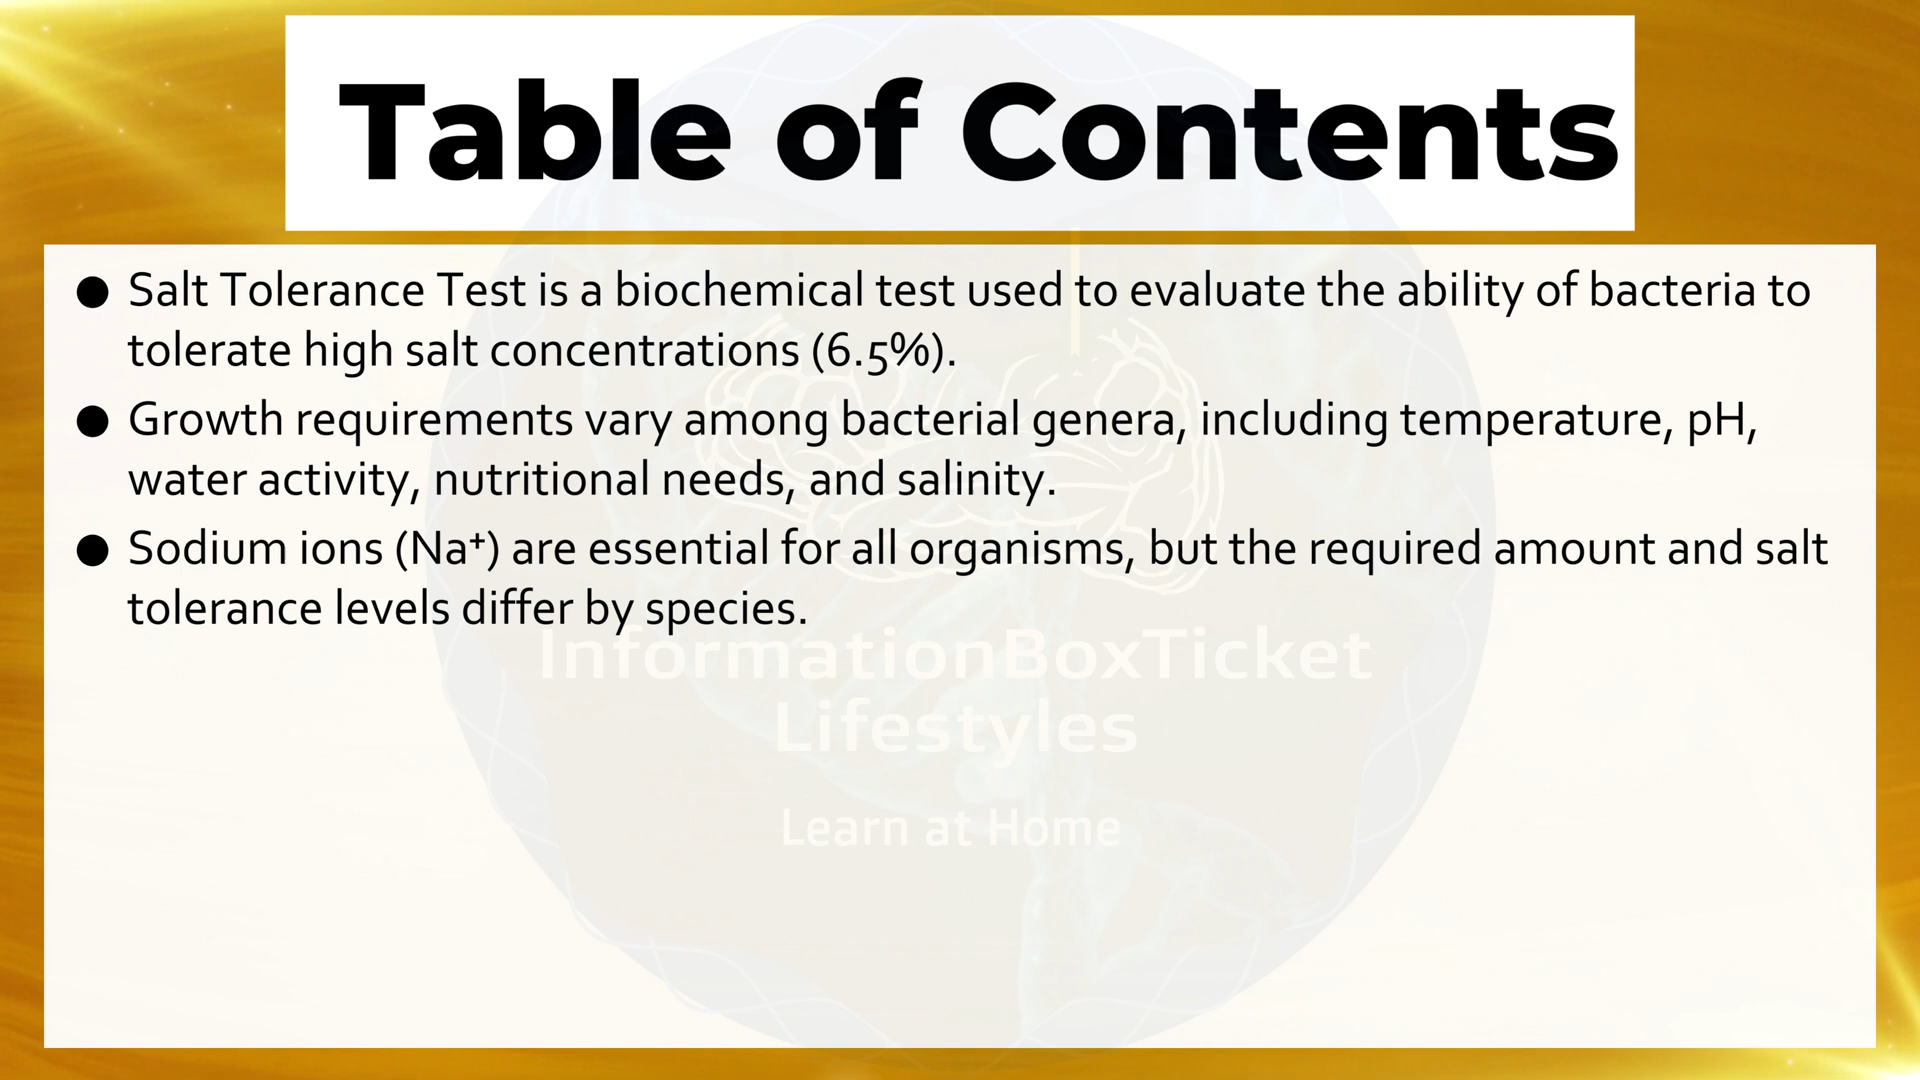 Table of Contents
● Salt Tolerance Test is a biochemical test used to evaluate the ability of bacteria to
tolerate high salt concentrations (6.5%).
● Growth requirements vary among bacterial genera, including temperature, pH,
water activity, nutritional needs, and salinity.
● Sodium ions (Na⁺) are essential for all organisms, but the required amount and salt
tolerance levels differ by species.
InformationBoxTicket
Lifestyles
Learn at Home